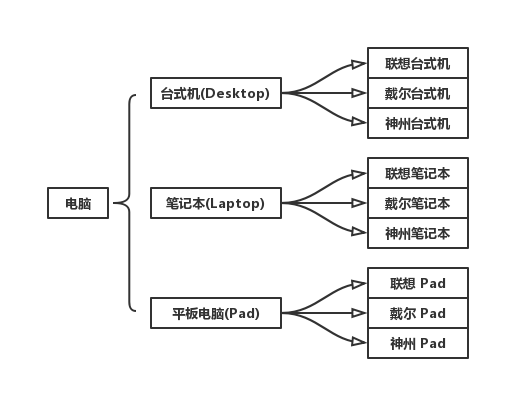 电脑
台式机(Desktop)
联想台式机
戴尔台式机
神州台式机
笔记本(Laptop)
联想笔记本
戴尔笔记本
神州笔记本
平板电脑(Pad)
联想 Pad
戴尔 Pad
神州 Pad